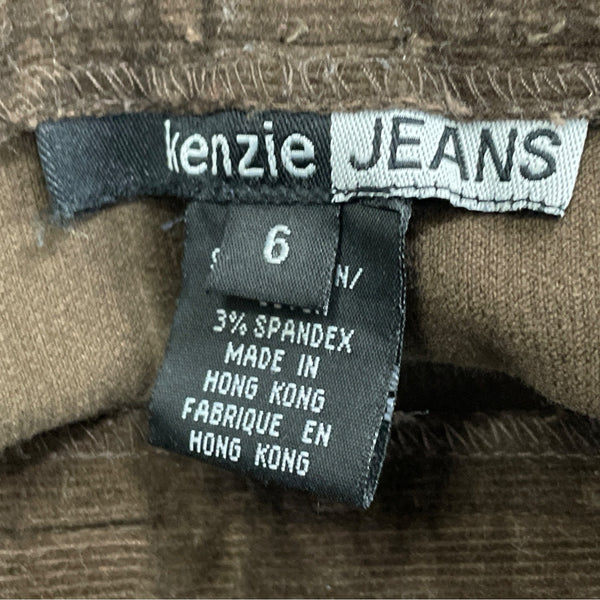 kenzie JEANS
6
3% SPANDEX
MADE IN
HONG KONG
FABRIQUE EN
HONG KONG